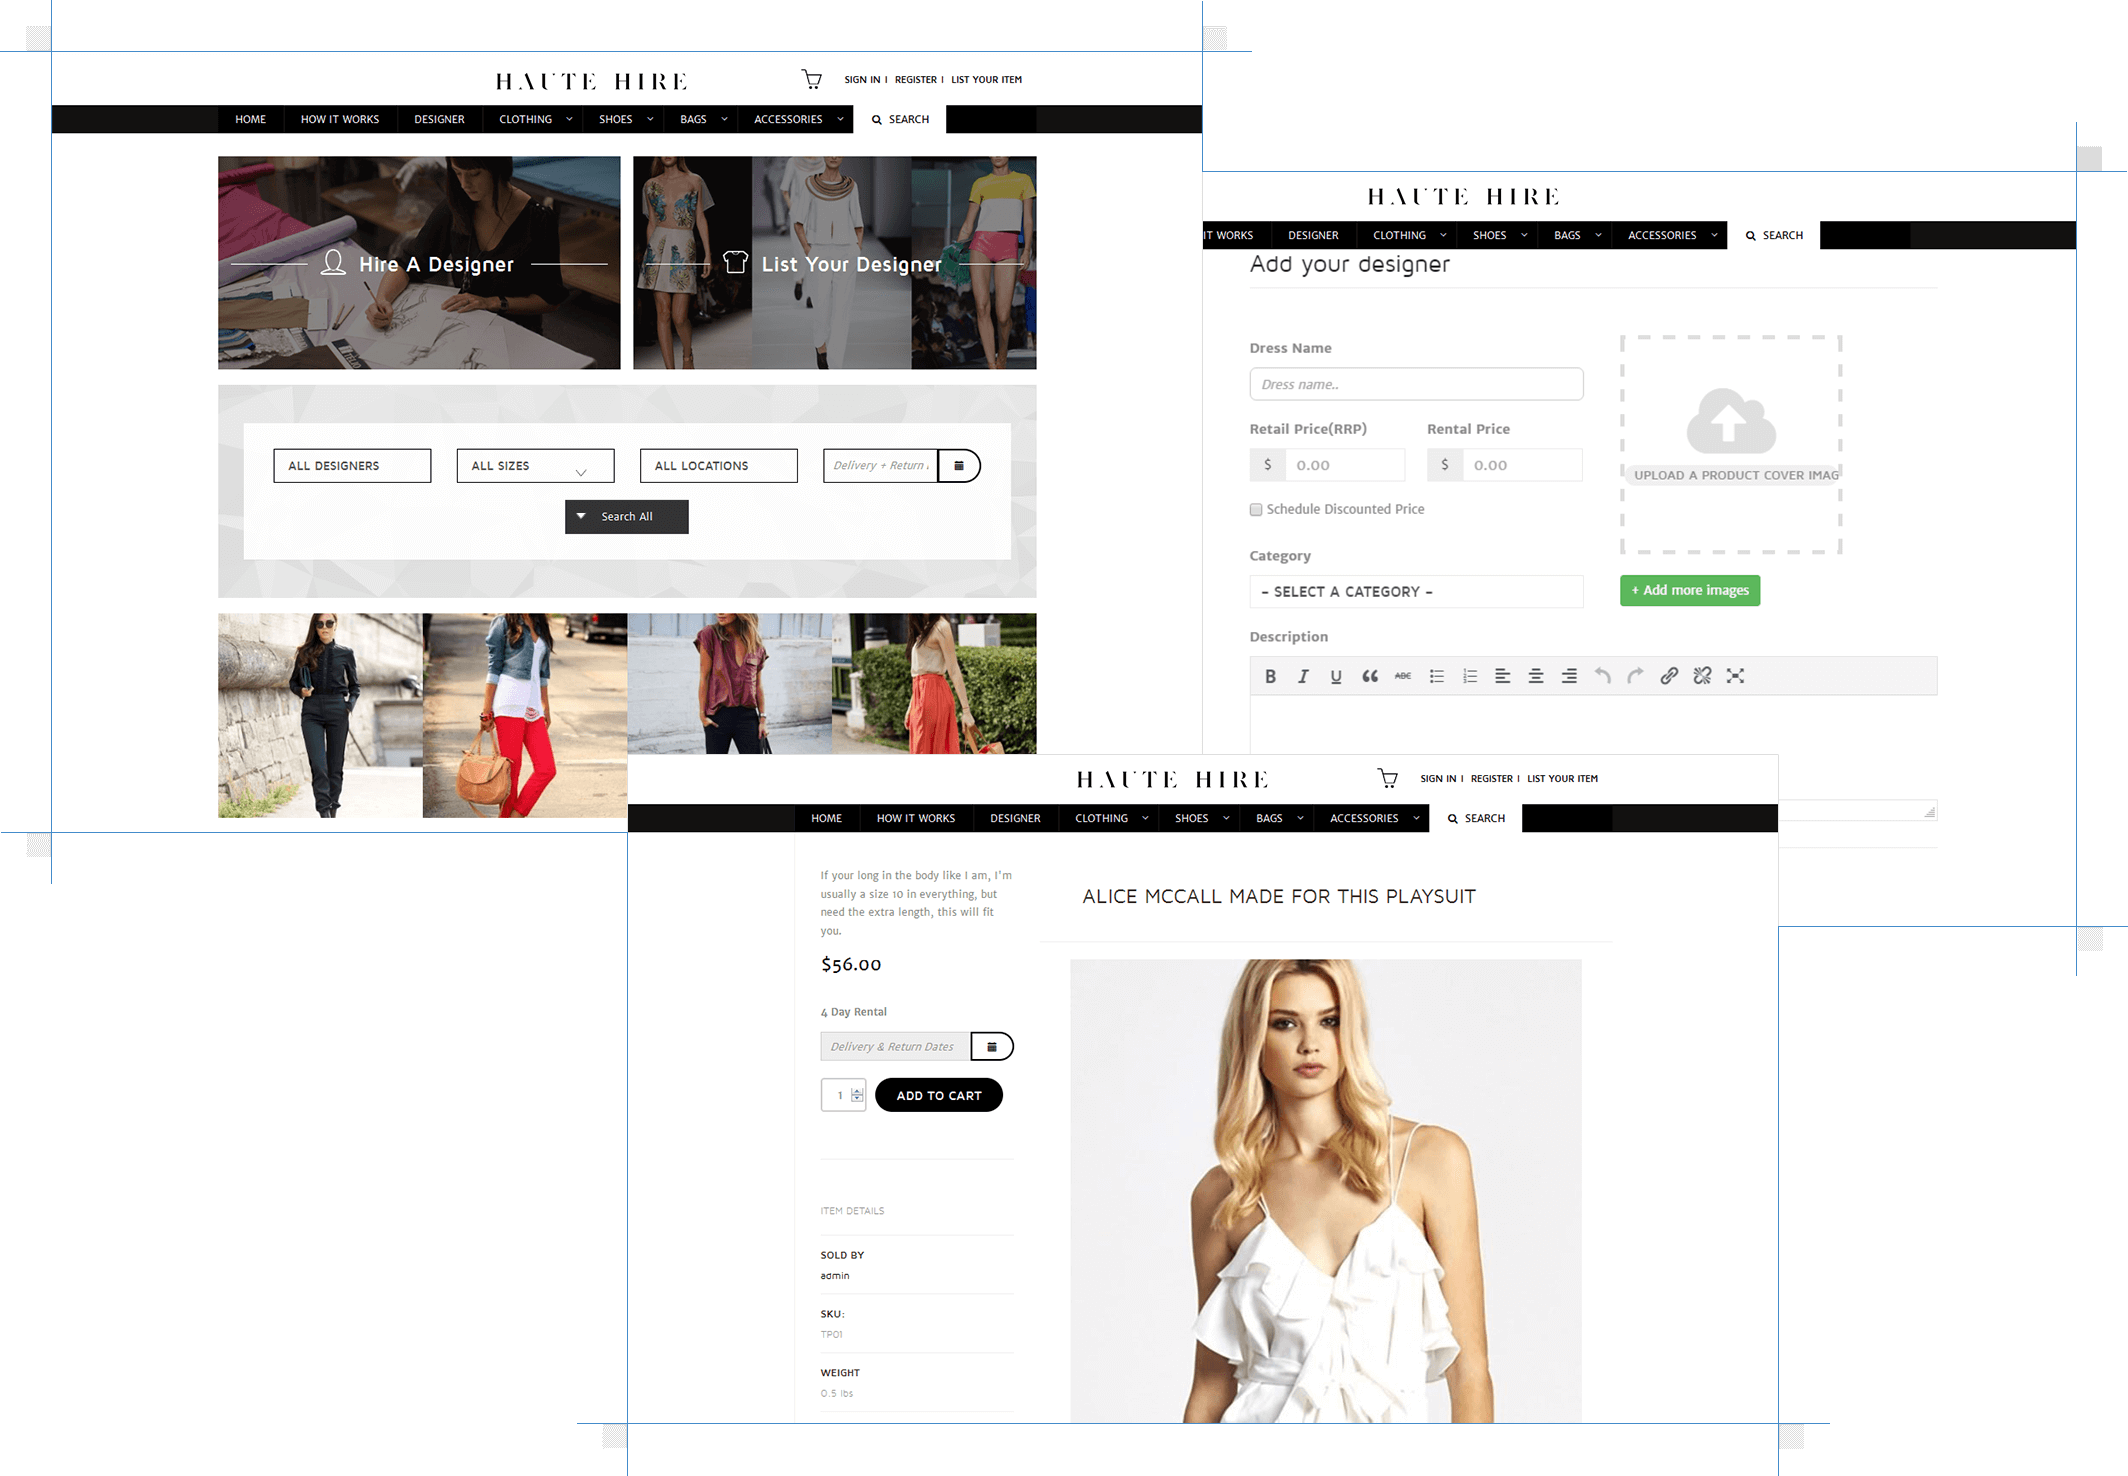 HAUTE HIRE
SIGN IN | REGISTER | LIST YOUR ITEM
HOME HOW IT WORKS DESIGNER CLOTHING SHOES BAGS ACCESSORIES SEARCH
Hire A Designer
List Your Designer
ALL DESIGNERS ALL SIZES ALL LOCATIONS Delivery + Return
Search All
HAUTE HIRE
IT WORKS DESIGNER CLOTHING SHOES BAGS ACCESSORIES SEARCH
Add your designer
Dress Name
Dress name..
Retail Price(RRP) Rental Price
$ 0.00 $ 0.00
Schedule Discounted Price
Category
– SELECT A CATEGORY –
Description
B I U ABC
UPLOAD A PRODUCT COVER IMAG
+ Add more images
HAUTE HIRE
SIGN IN | REGISTER | LIST YOUR ITEM
HOME HOW IT WORKS DESIGNER CLOTHING SHOES BAGS ACCESSORIES SEARCH
If your long in the body like I am, I'm
usually a size 10 in everything, but
need the extra length, this will fit
you.
$56.00
4 Day Rental
Delivery & Return Dates
1 ADD TO CART
ITEM DETAILS
SOLD BY
admin
SKU:
TP01
WEIGHT
0.5 lbs
ALICE MCCALL MADE FOR THIS PLAYSUIT